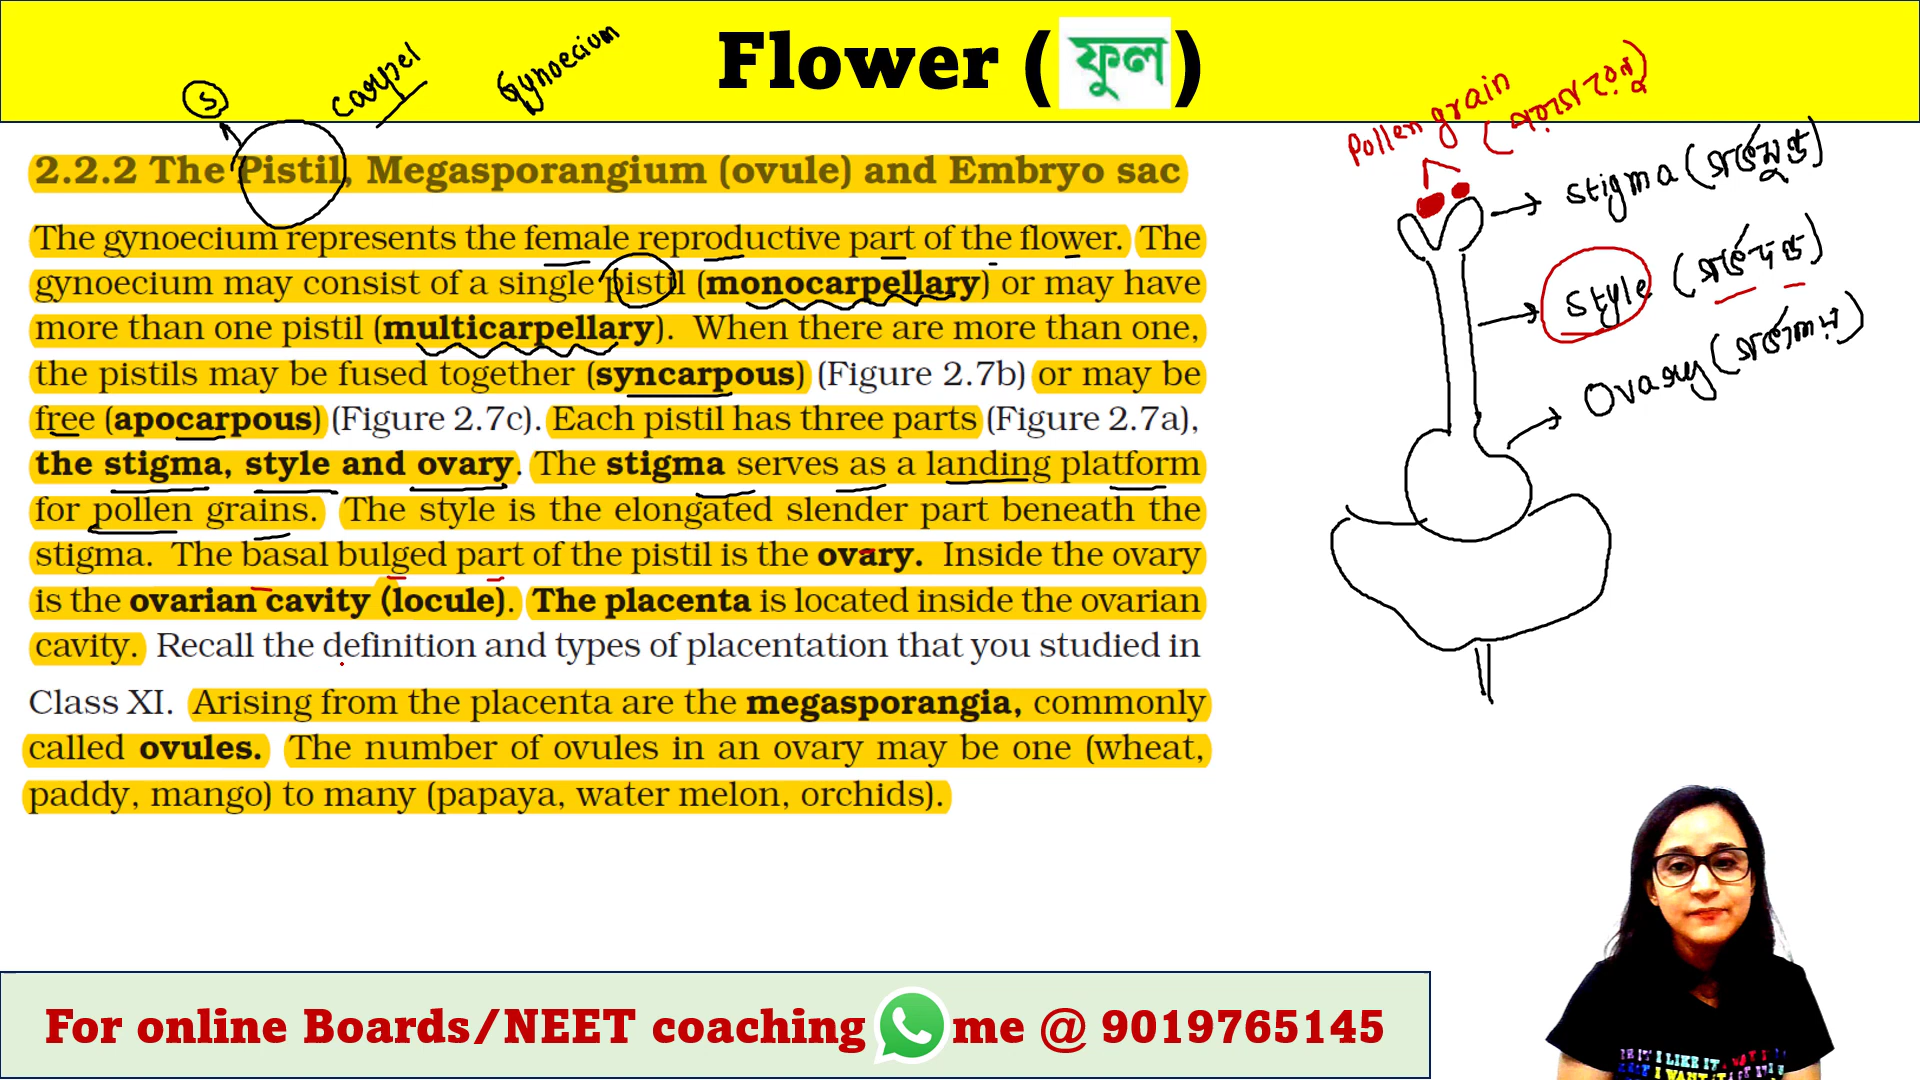 Flower (ফুল)
S
carpel
Gynoecium
2.2.2 The Pistil, Megasporangium (ovule) and Embryo sac
The gynoecium represents the female reproductive part of the flower. The
gynoecium may consist of a single pistil (monocarpellary) or may have
more than one pistil (multicarpellary). When there are more than one,
the pistils may be fused together (syncarpous) (Figure 2.7b) or may be
free (apocarpous) (Figure 2.7c). Each pistil has three parts (Figure 2.7a),
the stigma, style and ovary. The stigma serves as a landing platform
for pollen grains. The style is the elongated slender part beneath the
stigma. The basal bulged part of the pistil is the ovary. Inside the ovary
is the ovarian cavity (locule). The placenta is located inside the ovarian
cavity. Recall the definition and types of placentation that you studied in
Class XI. Arising from the placenta are the megasporangia, commonly
called ovules. The number of ovules in an ovary may be one (wheat,
paddy, mango) to many (papaya, water melon, orchids).
Pollen grain
(পরাগরেণু)
Stigma (গর্ভমুণ্ড)
Style (গর্ভদণ্ড)
Ovary (গর্ভাশয়)
For online Boards/NEET coaching me @ 9019765145